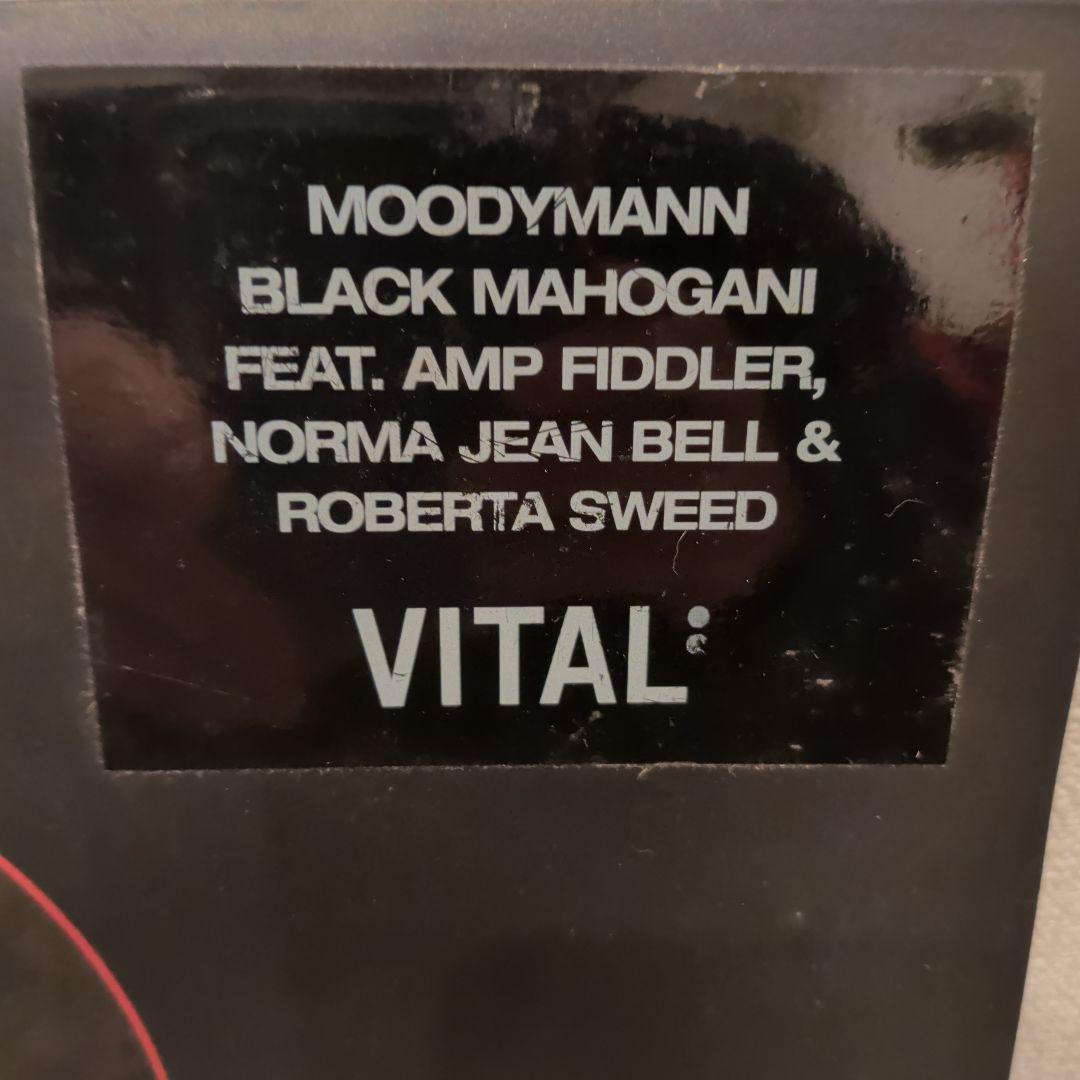 MOODYMANN
BLACK MAHOGANI
FEAT. AMP FIDDLER,
NORMA JEAN BELL &
ROBERTA SWEED
VITAL: